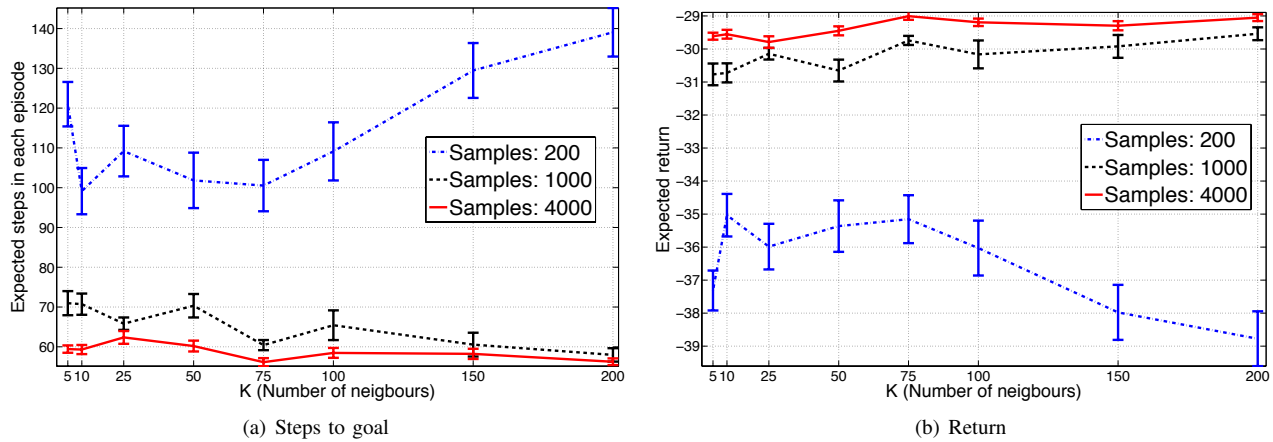 140
130
120
110
100
90
80
70
60
Expected steps in each episode
Samples: 200
Samples: 1000
Samples: 4000
5 10 25 50 75 100 150 200
K (Number of neigbours)
(a) Steps to goal
−29
−30
−31
−32
−33
−34
−35
−36
−37
−38
−39
Expected return
Samples: 200
Samples: 1000
Samples: 4000
5 10 25 50 75 100 150 200
K (Number of neigbours)
(b) Return